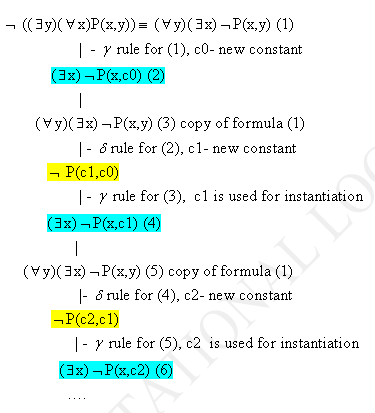 ¬ ((∃y)(∀x)P(x,y)) ≡ (∀y)(∃x)¬P(x,y) (1)
| - γ rule for (1), c0- new constant
(∃x)¬P(x,c0) (2)
|
(∀y)(∃x)¬P(x,y) (3) copy of formula (1)
|- δ rule for (2), c1- new constant
¬ P(c1,c0)
|- γ rule for (3), c1 is used for instantiation
(∃x)¬P(x,c1) (4)
|
(∀y)(∃x)¬P(x,y) (5) copy of formula (1)
|- δ rule for (4), c2- new constant
¬P(c2,c1)
|- γ rule for (5), c2 is used for instantiation
(∃x)¬P(x,c2) (6)
....